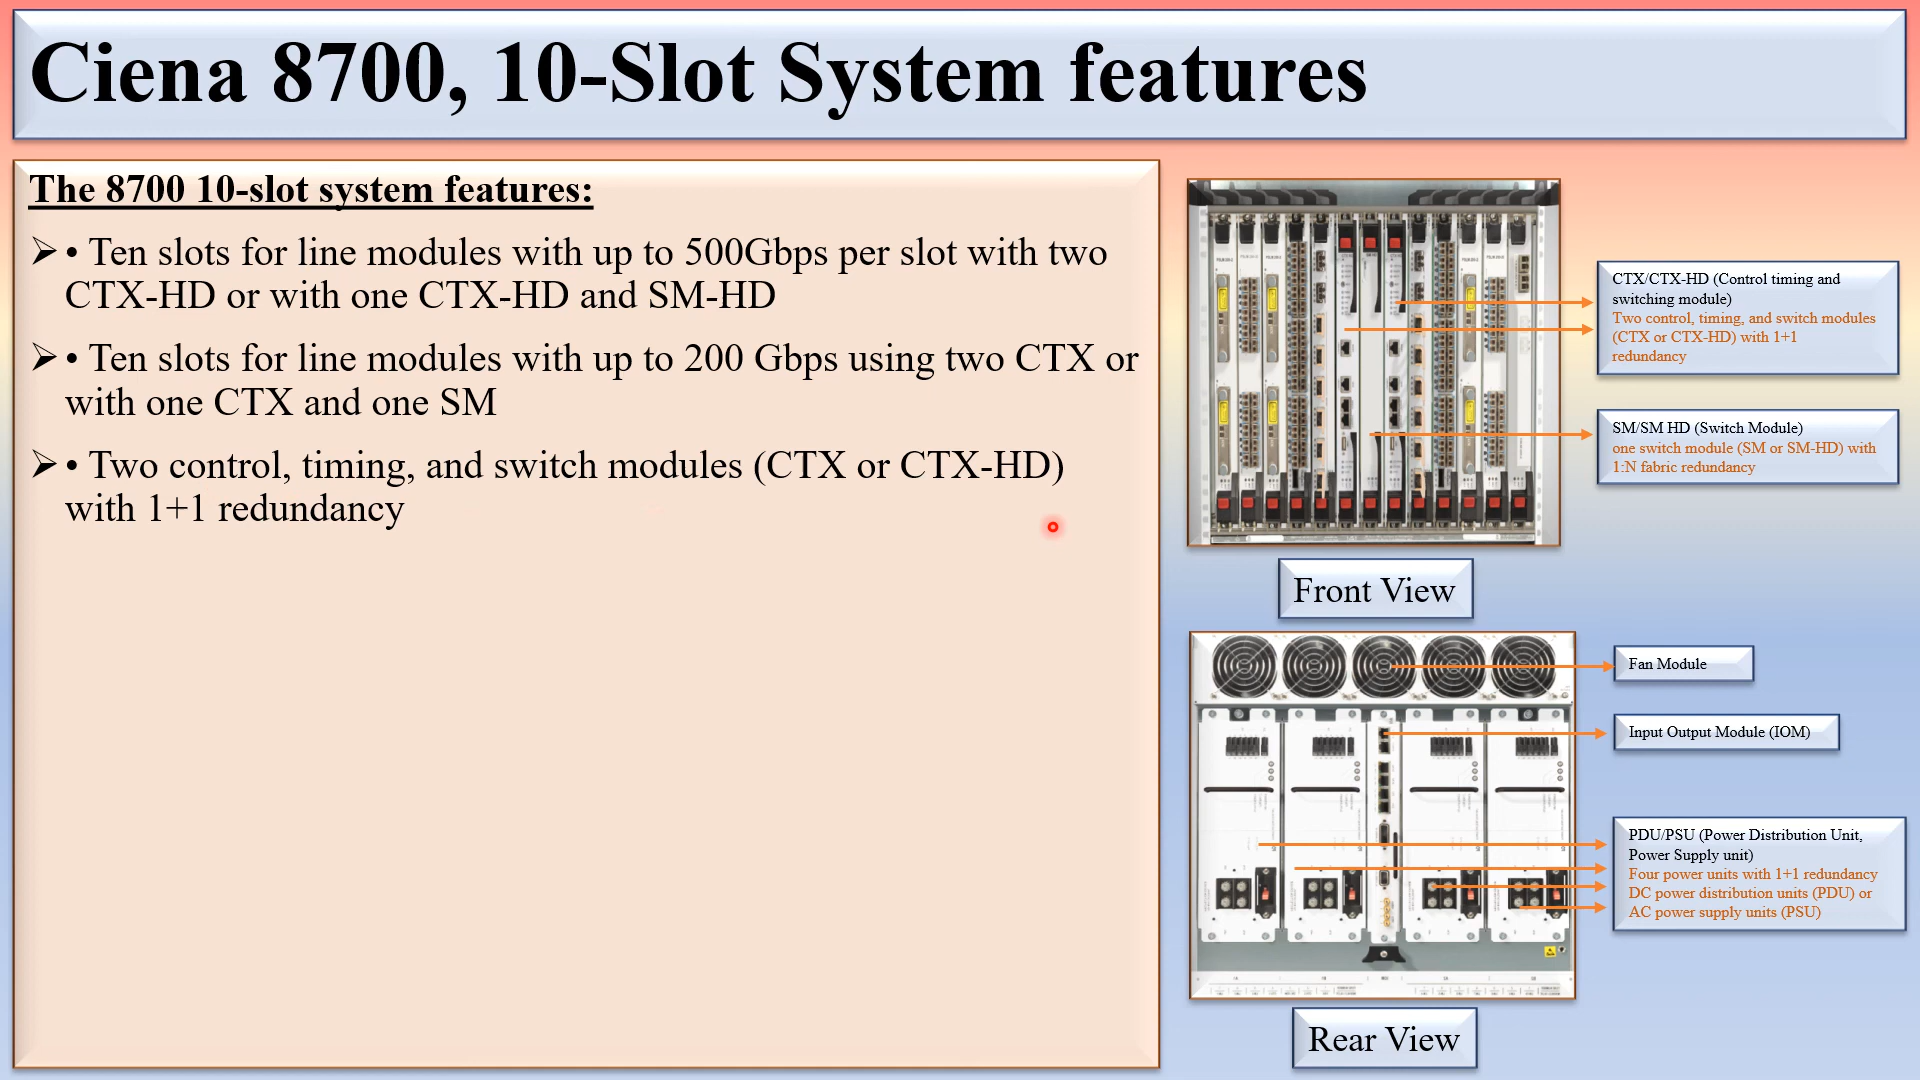 Ciena 8700, 10-Slot System features
The 8700 10-slot system features:
➢ • Ten slots for line modules with up to 500Gbps per slot with two
CTX-HD or with one CTX-HD and SM-HD
➢ • Ten slots for line modules with up to 200 Gbps using two CTX or
with one CTX and one SM
➢ • Two control, timing, and switch modules (CTX or CTX-HD)
with 1+1 redundancy
CTX/CTX-HD (Control timing and
switching module)
Two control, timing, and switch modules
(CTX or CTX-HD) with 1+1
redundancy
SM/SM HD (Switch Module)
one switch module (SM or SM-HD) with
1:N fabric redundancy
Front View
Fan Module
Input Output Module (IOM)
PDU/PSU (Power Distribution Unit,
Power Supply unit)
Four power units with 1+1 redundancy
DC power distribution units (PDU) or
AC power supply units (PSU)
Rear View